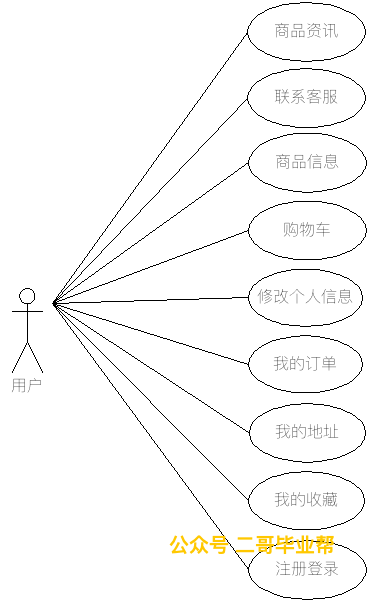 商品资讯
联系客服
商品信息
购物车
修改个人信息
用户
我的订单
我的地址
我的收藏
公众号 二哥毕业帮
注册登录